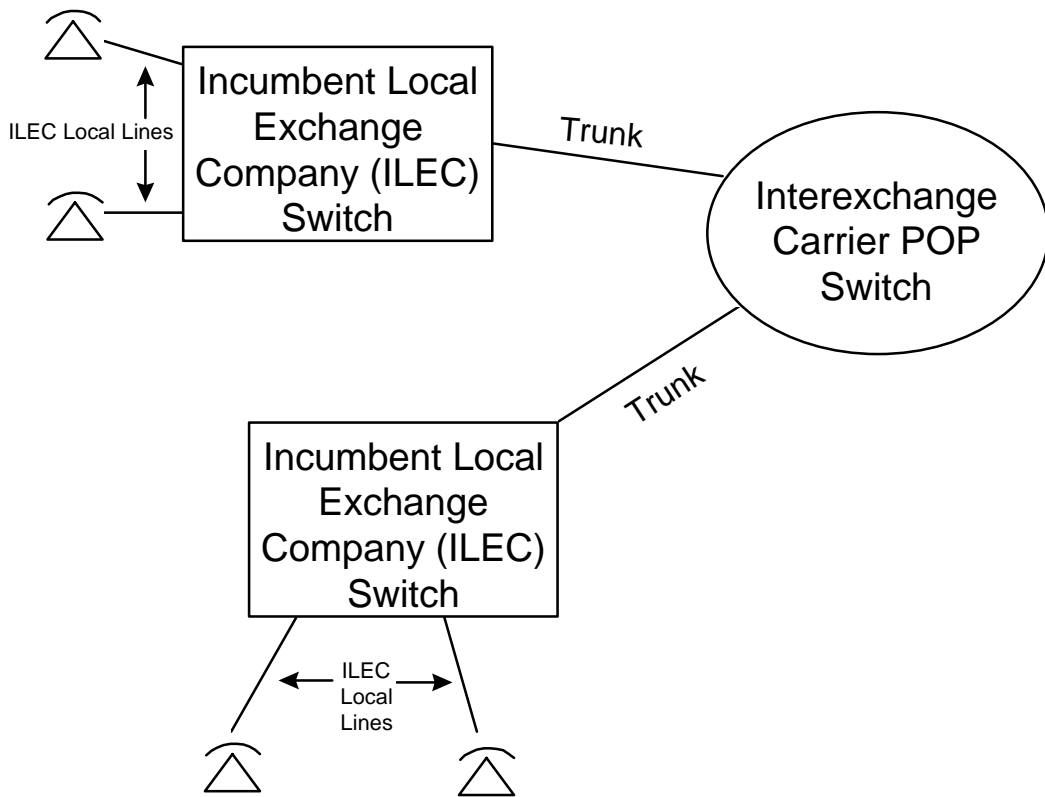 Incumbent Local
Exchange
Company (ILEC)
Switch
ILEC Local Lines
Trunk
Interexchange
Carrier POP
Switch
Trunk
Incumbent Local
Exchange
Company (ILEC)
Switch
ILEC
Local
Lines